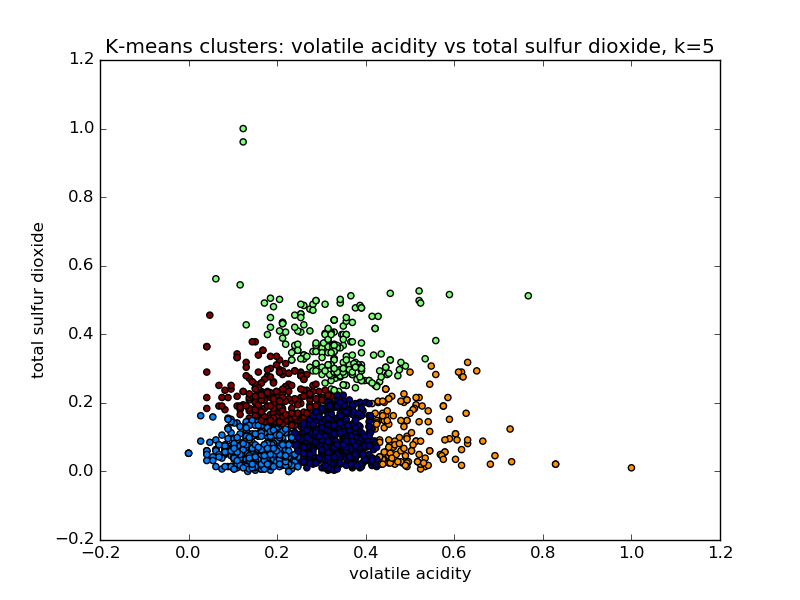 K-means clusters: volatile acidity vs total sulfur dioxide, k=5
1.2
1.0
0.8
0.6
0.4
0.2
0.0
−0.2
total sulfur dioxide
−0.2 0.0 0.2 0.4 0.6 0.8 1.0 1.2
volatile acidity